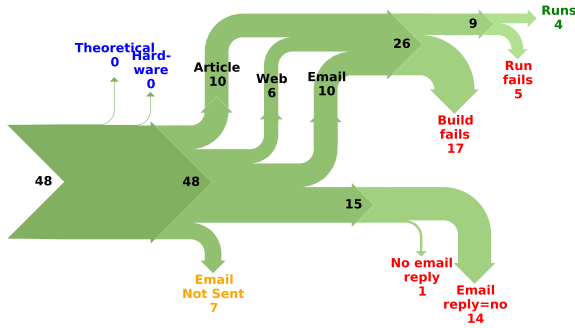 Runs
4
9
26
Theoretical
0
Hard-
ware
0
Article
10
Web
6
Email
10
Run
fails
5
Build
fails
17
48
48
15
No email
reply
1
Email
Not Sent
7
Email
reply=no
14